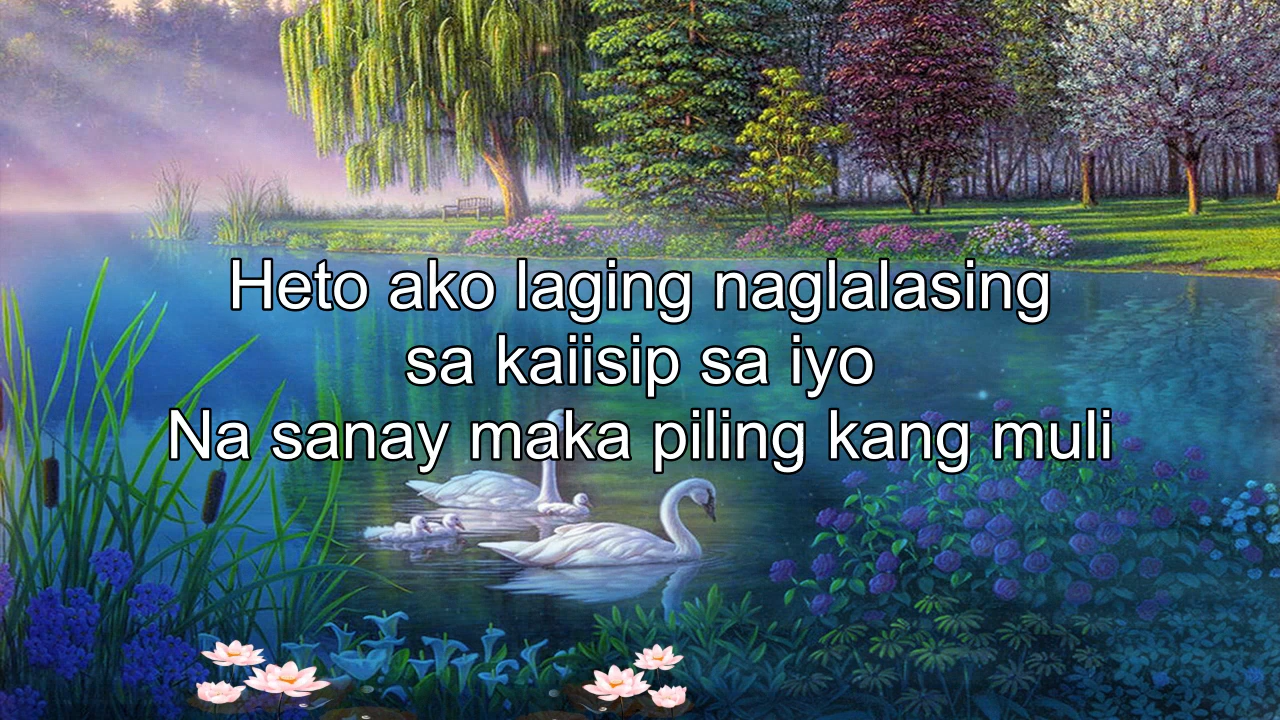 Heto ako laging naglalasing
sa kaiisip sa iyo
Na sanay maka piling kang muli